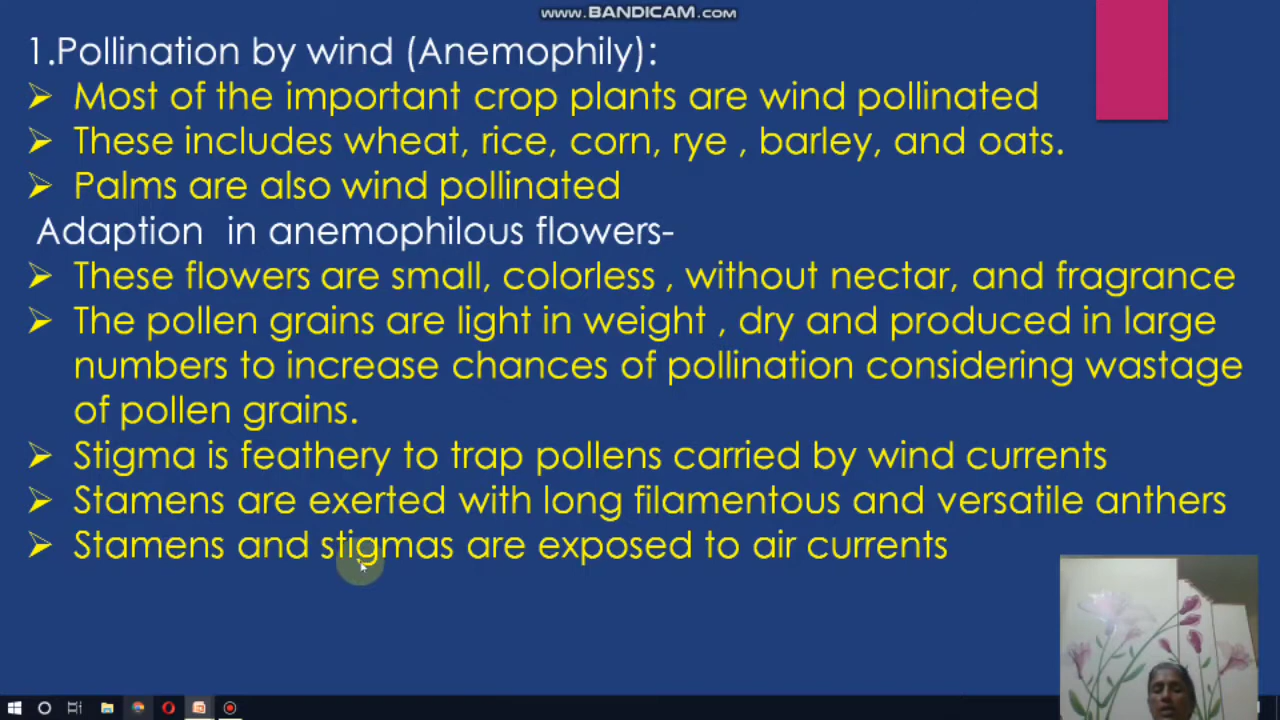 www.BANDICAM.com
1.Pollination by wind (Anemophily):
Most of the important crop plants are wind pollinated
These includes wheat, rice, corn, rye , barley, and oats.
Palms are also wind pollinated
Adaption in anemophilous flowers-
These flowers are small, colorless , without nectar, and fragrance
The pollen grains are light in weight , dry and produced in large
numbers to increase chances of pollination considering wastage
of pollen grains.
Stigma is feathery to trap pollens carried by wind currents
Stamens are exerted with long filamentous and versatile anthers
Stamens and stigmas are exposed to air currents